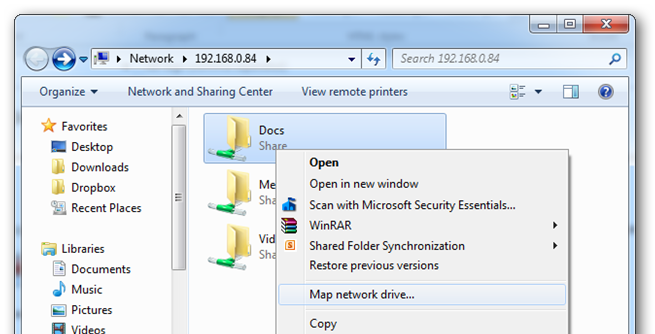 Network
192.168.0.84
Search 192.168.0.84
Organize
Network and Sharing Center
View remote printers
Favorites
Desktop
Downloads
Dropbox
Recent Places
Libraries
Documents
Music
Pictures
Videos
Docs
Share
Me
Sha
Vid
Sha
Open
Open in new window
Scan with Microsoft Security Essentials...
WinRAR
Shared Folder Synchronization
Restore previous versions
Map network drive...
Copy